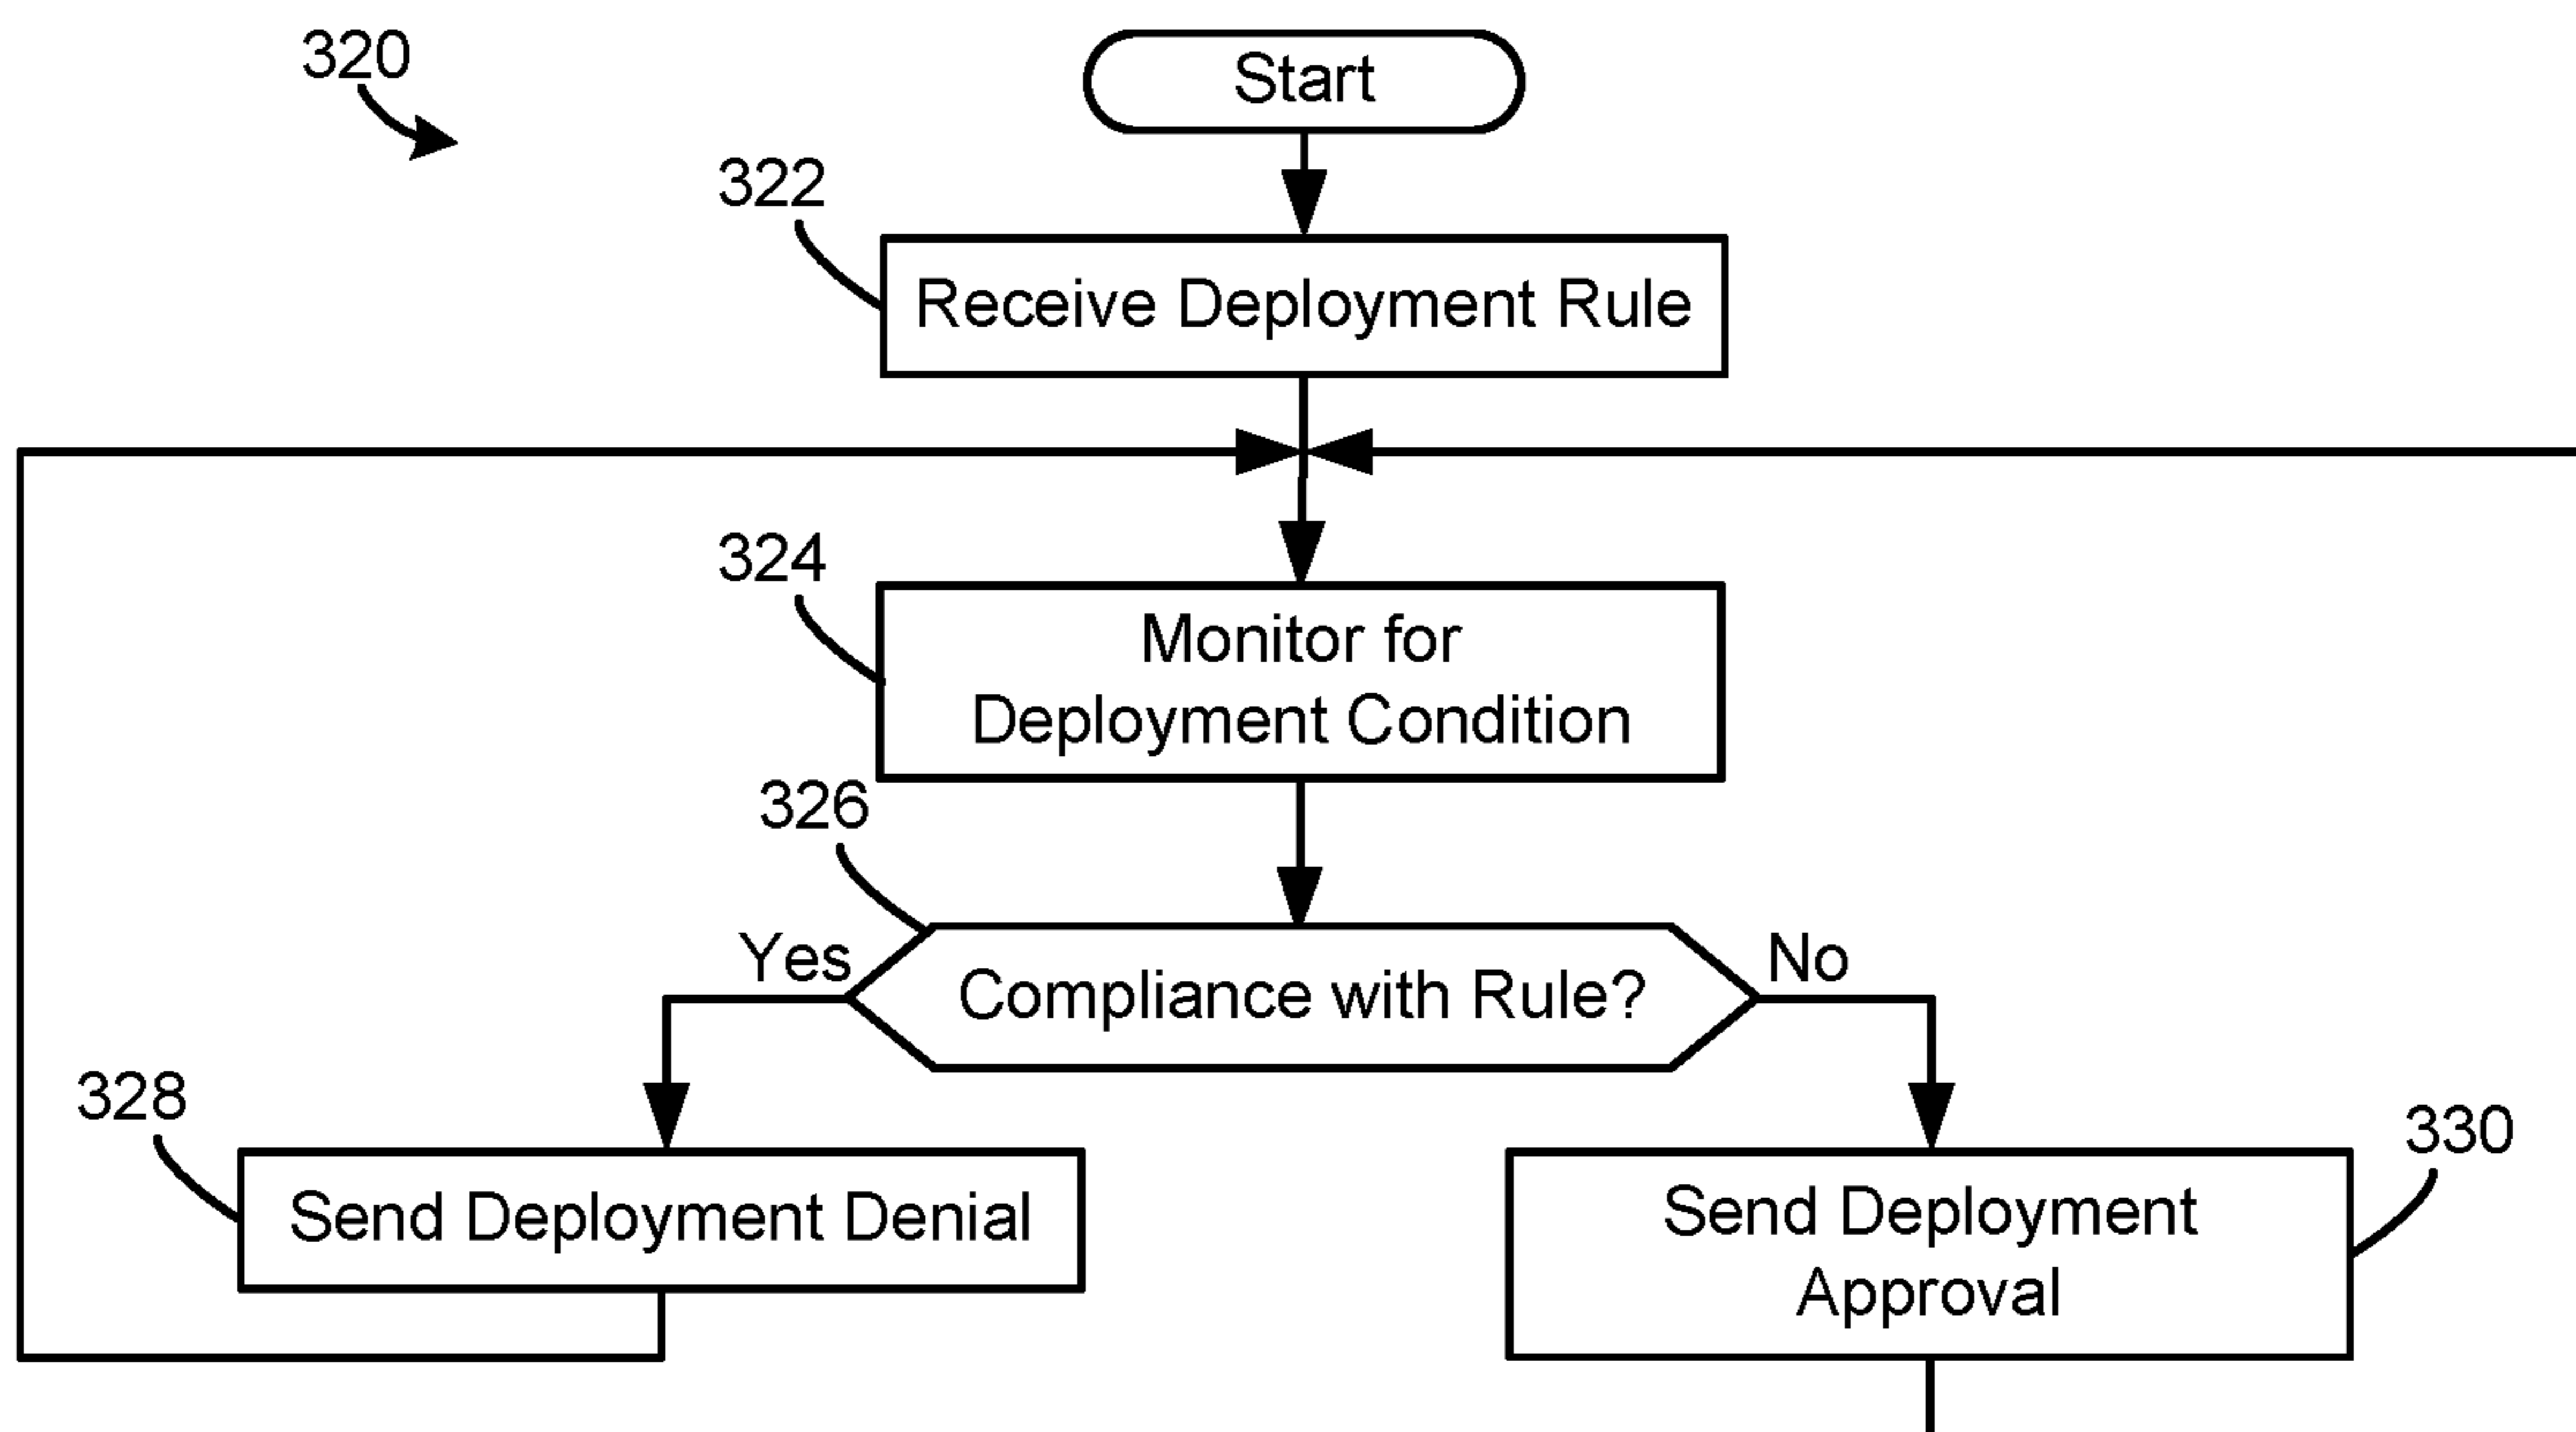 320
Start
322
Receive Deployment Rule
324
Monitor for
Deployment Condition
326
Yes
Compliance with Rule?
No
328
Send Deployment Denial
330
Send Deployment
Approval